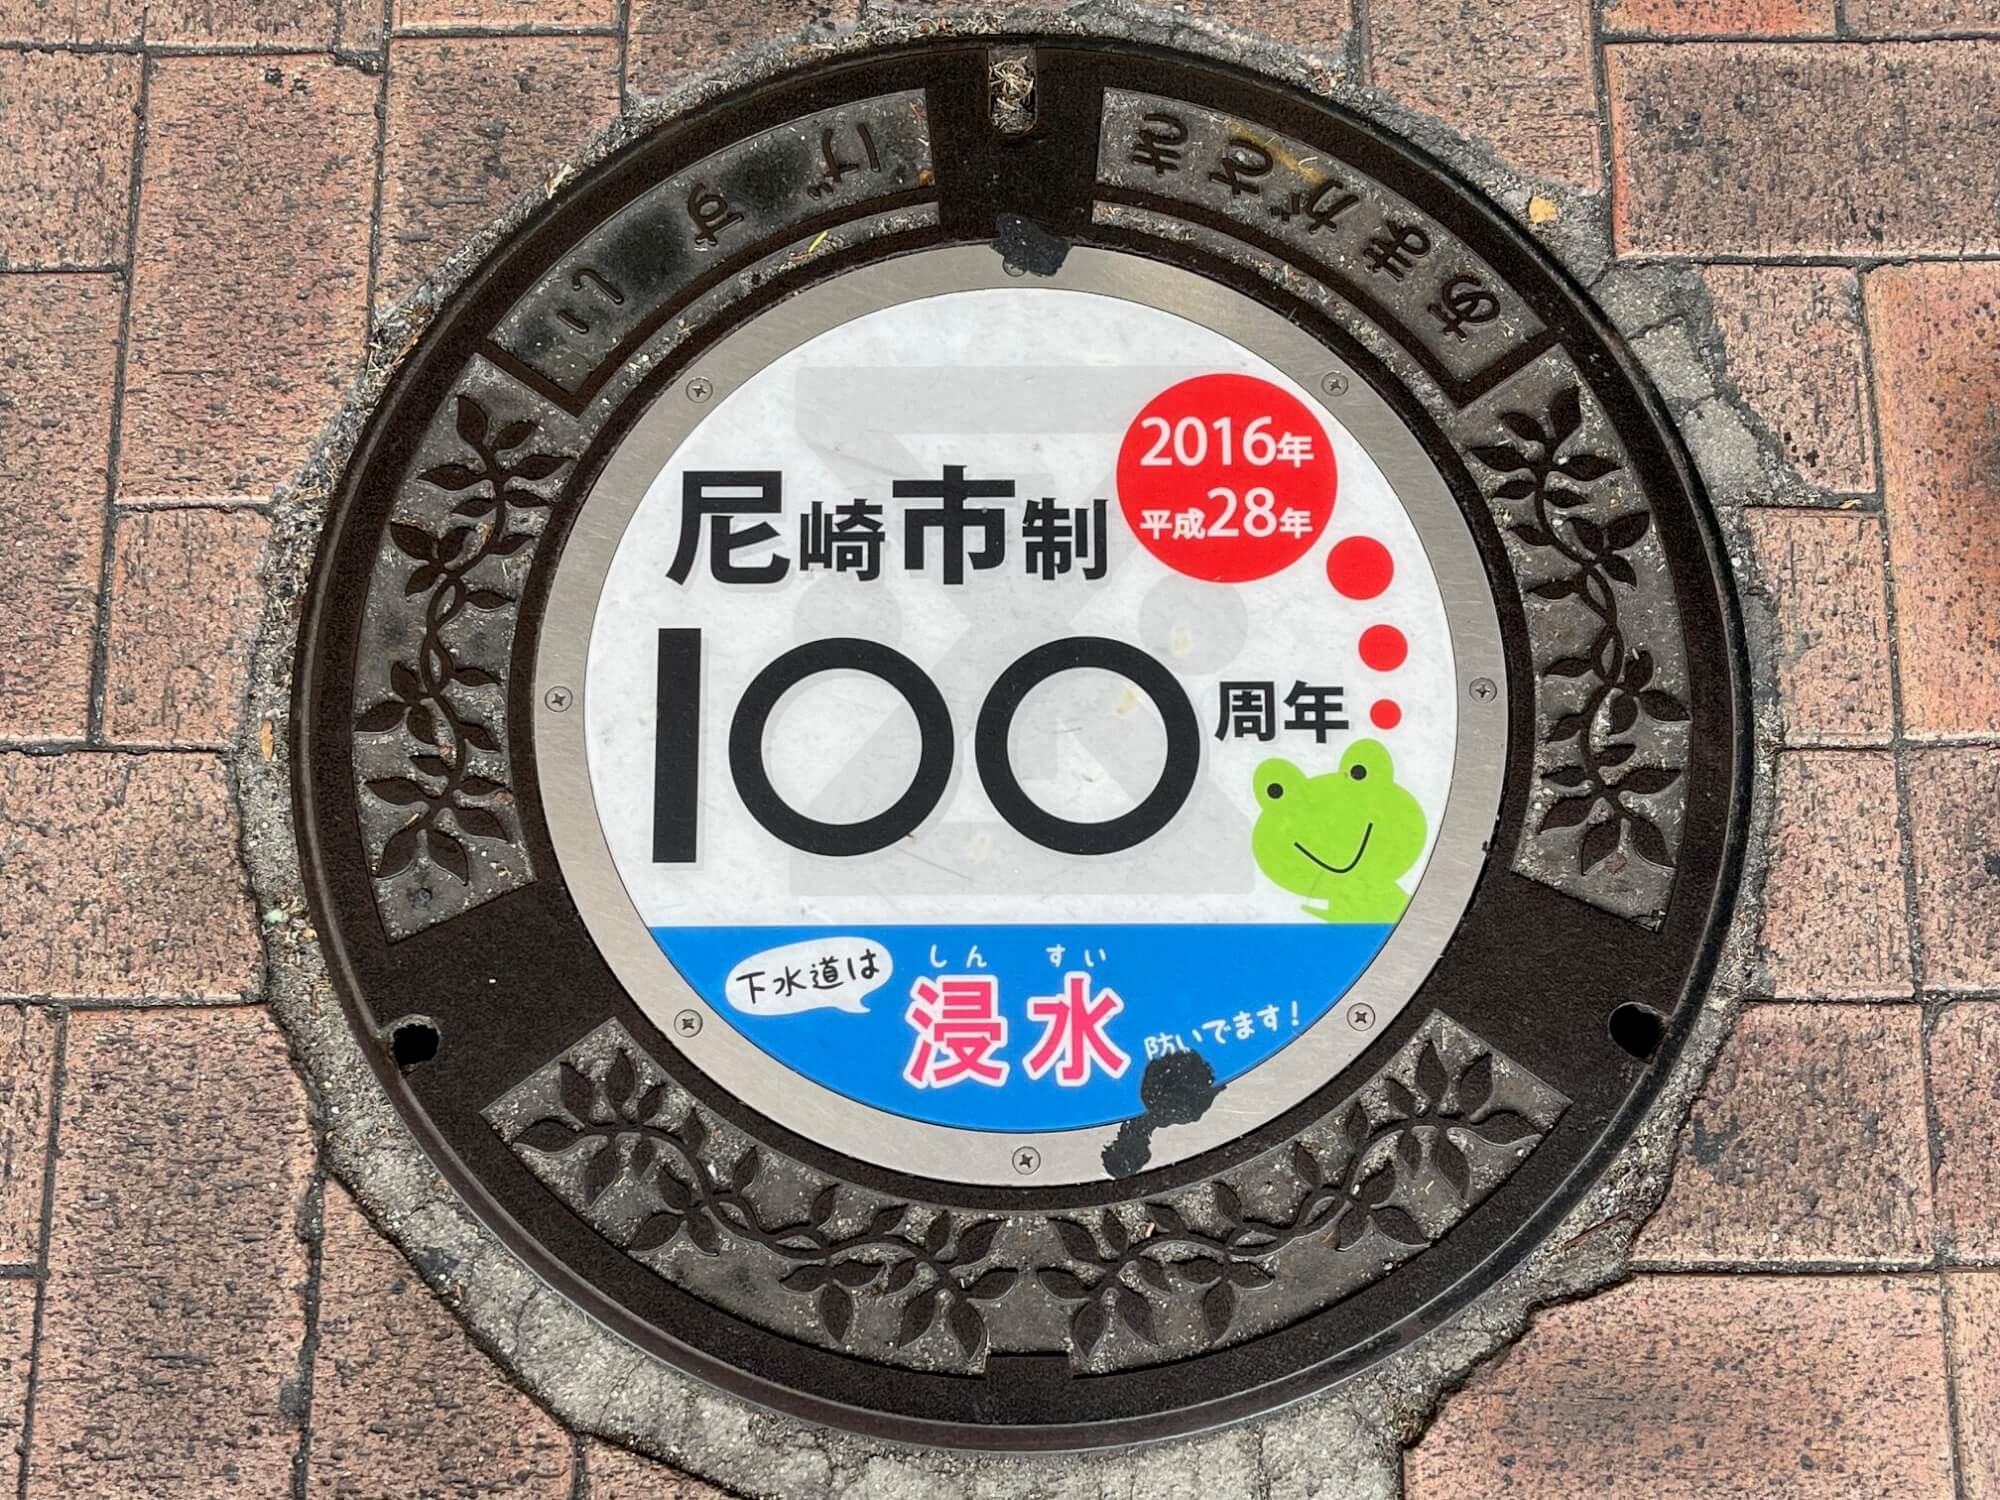 あまがさき
げすい
2016年
平成28年
尼崎市制
100周年
下水道は
しんすい
浸水
防いでます!